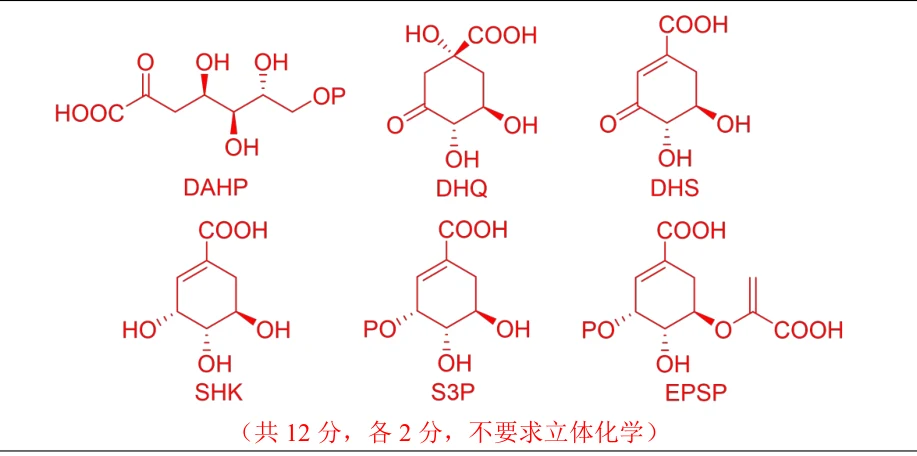 O OH OH
HOOC OP
OH
DAHP
HO COOH
O OH
OH
DHQ
COOH
O OH
OH
DHS
COOH
HO OH
OH
SHK
COOH
PO OH
OH
S3P
COOH
PO O COOH
OH
EPSP
（共 12 分，各 2 分，不要求立体化学）